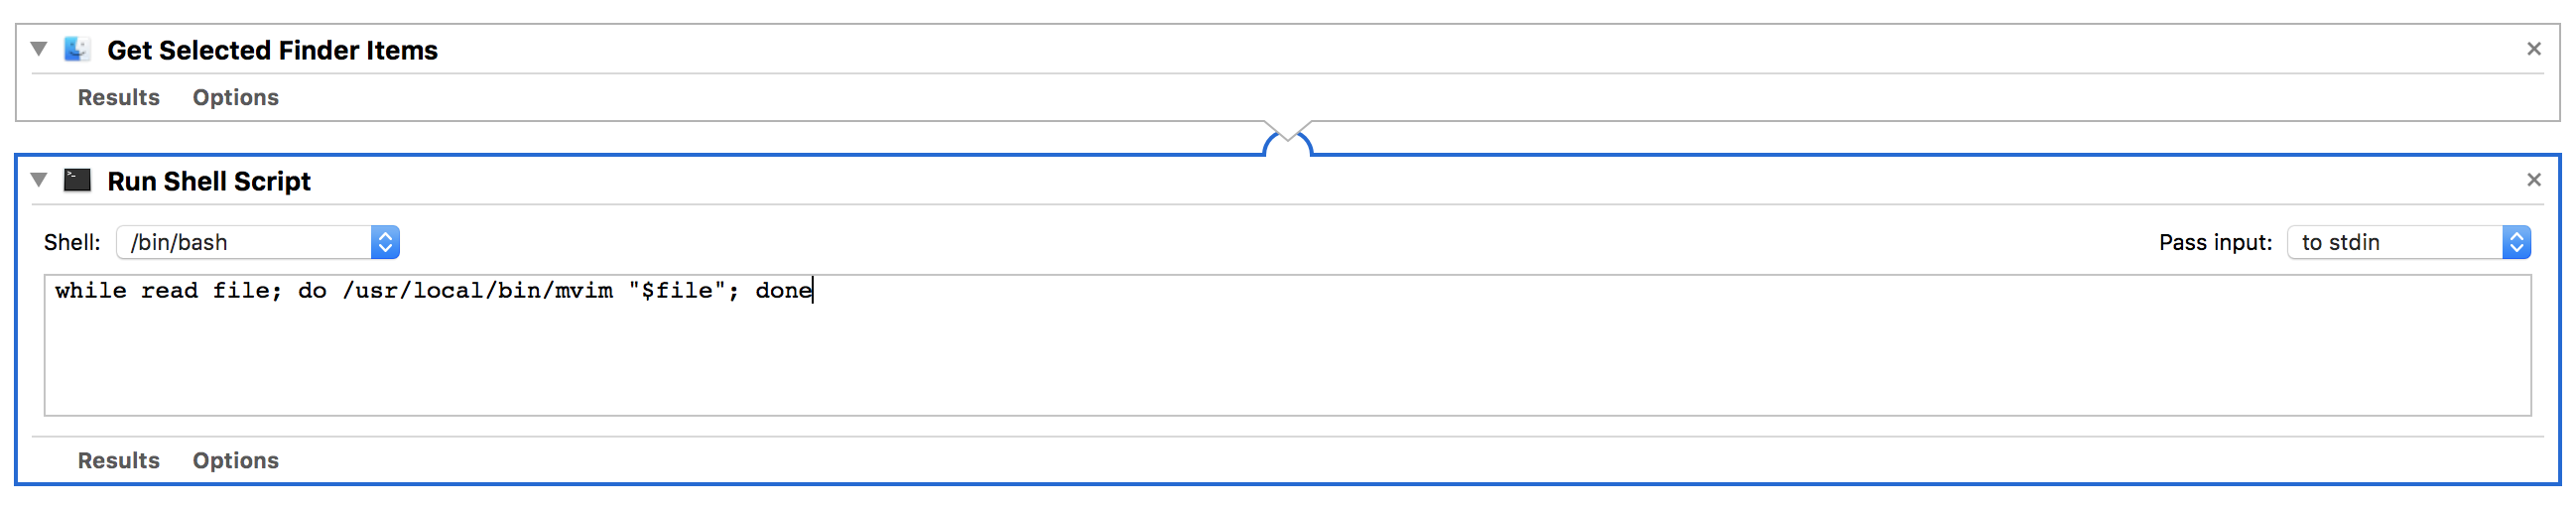 Get Selected Finder Items
Results Options
Run Shell Script
Shell: /bin/bash Pass input: to stdin
while read file; do /usr/local/bin/mvim "$file"; done
Results Options